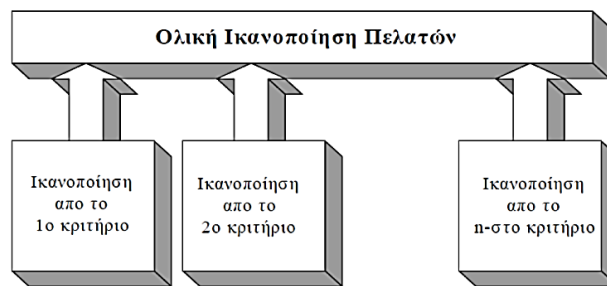 Ολική Ικανοποίηση Πελατών
Ικανοποίηση
απο το
1ο κριτήριο
Ικανοποίηση
απο το
2ο κριτήριο
Ικανοποίηση
απο το
n-στο κριτήριο